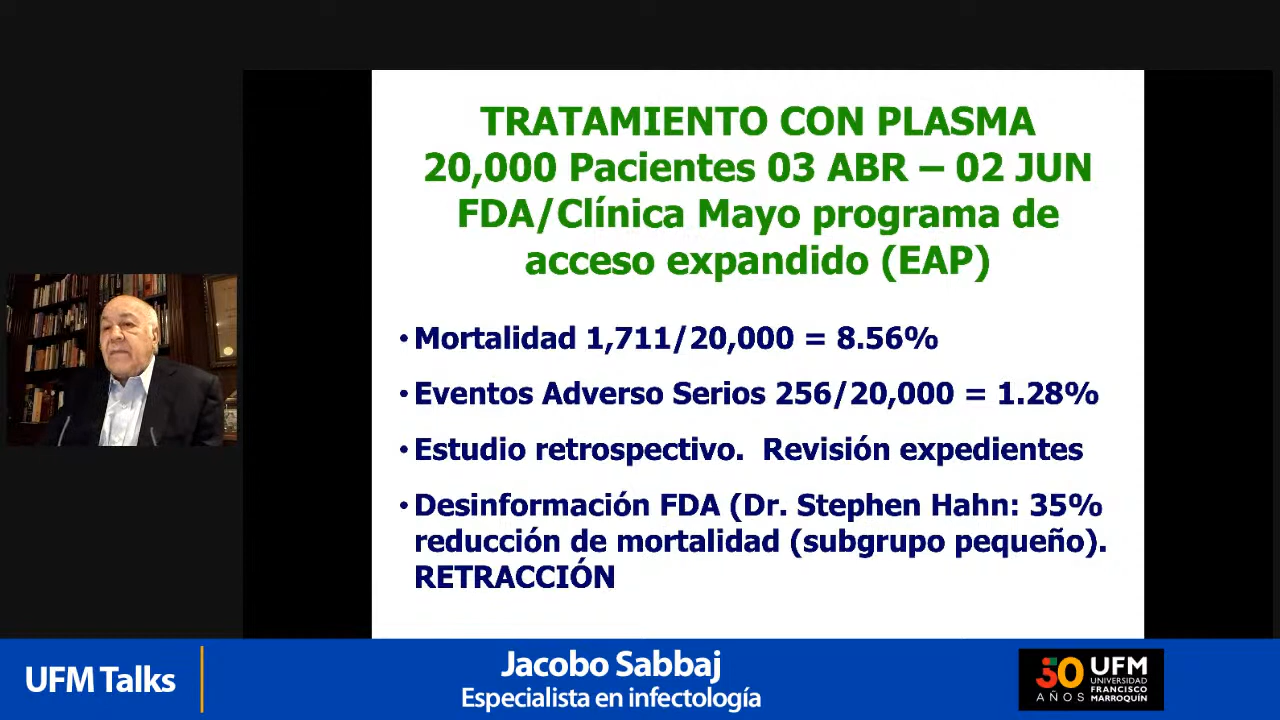 TRATAMIENTO CON PLASMA
20,000 Pacientes 03 ABR – 02 JUN
FDA/Clínica Mayo programa de
acceso expandido (EAP)
• Mortalidad 1,711/20,000 = 8.56%
• Eventos Adverso Serios 256/20,000 = 1.28%
• Estudio retrospectivo.  Revisión expedientes
• Desinformación FDA (Dr. Stephen Hahn: 35%
reducción de mortalidad (subgrupo pequeño).
RETRACCIÓN
UFM Talks
Jacobo Sabbaj
Especialista en infectología
50
AÑOS
UFM
UNIVERSIDAD
FRANCISCO
MARROQUÍN